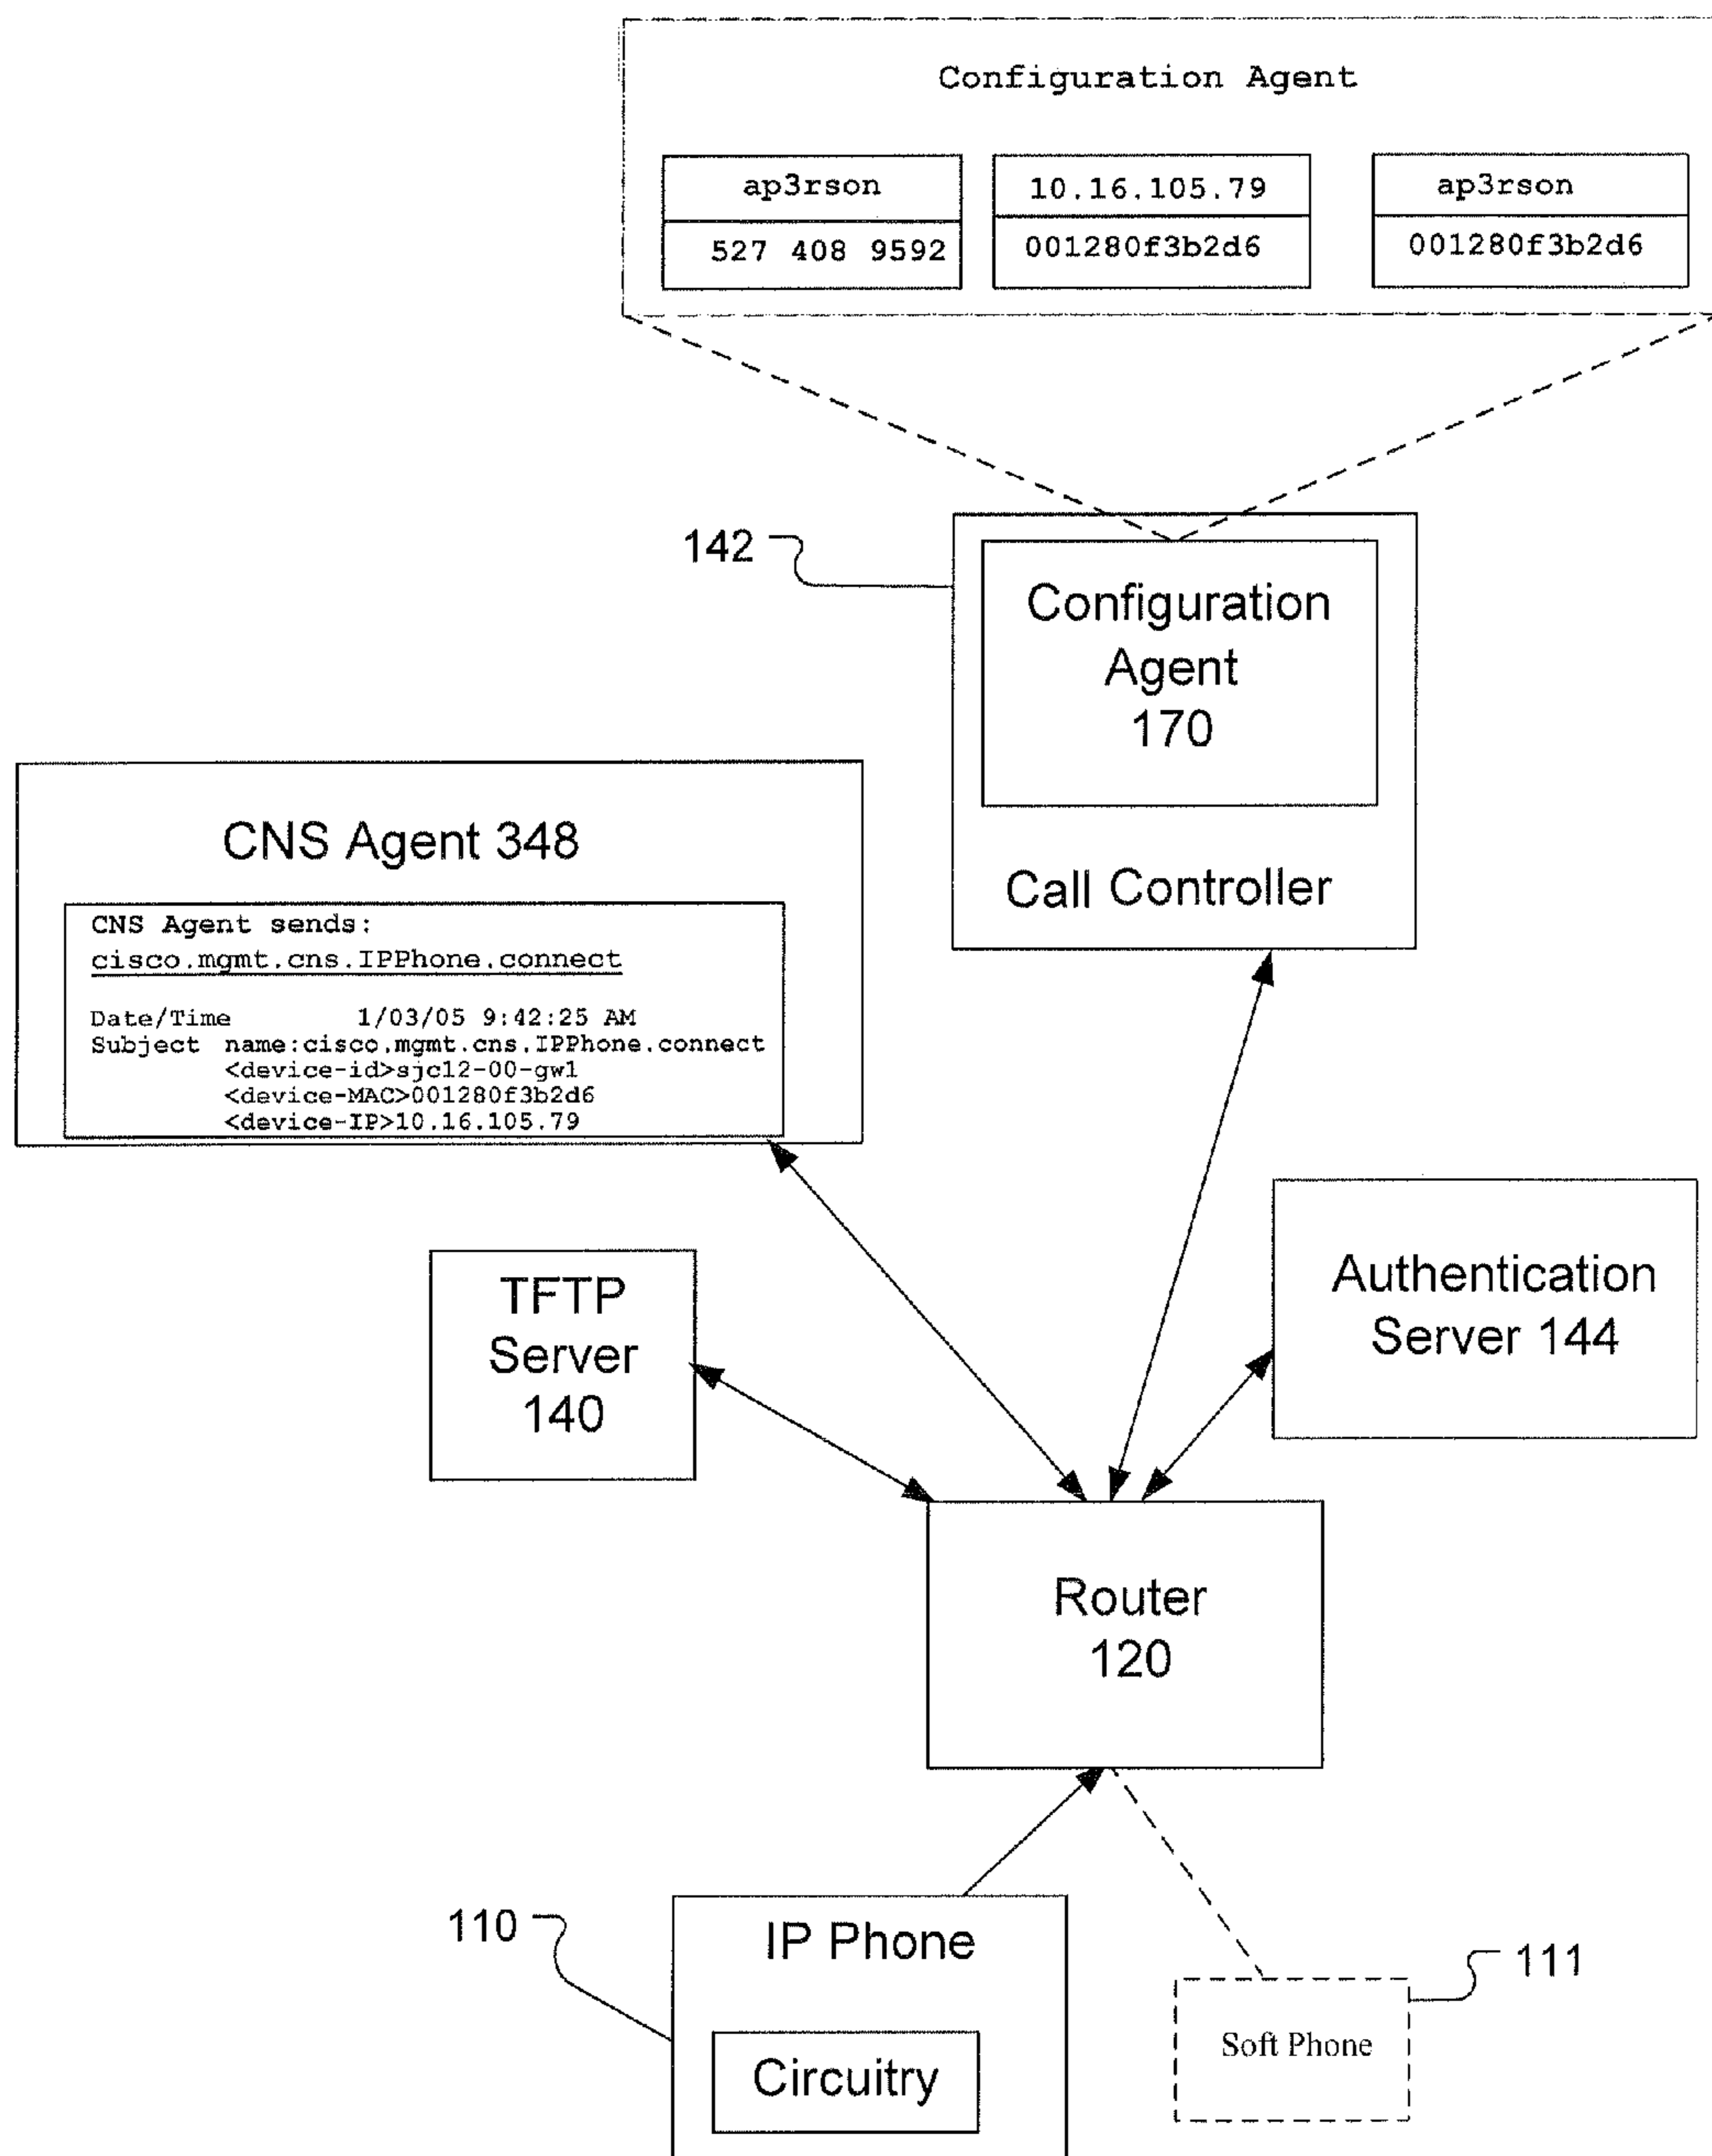 Configuration Agent
ap3rson
527 408 9592
10.16.105.79
001280f3b2d6
ap3rson
001280f3b2d6
142
Configuration
Agent
170
Call Controller
CNS Agent 348
CNS Agent sends:
cisco.mgmt.cns.IPPhone.connect
Date/Time 1/03/05 9:42:25 AM
Subject name:cisco.mgmt.cns.IPPhone.connect
<device-id>sjc12-00-gw1
<device-MAC>001280f3b2d6
<device-IP>10.16.105.79
TFTP
Server
140
Authentication
Server 144
Router
120
110
IP Phone
Circuitry
111
Soft Phone